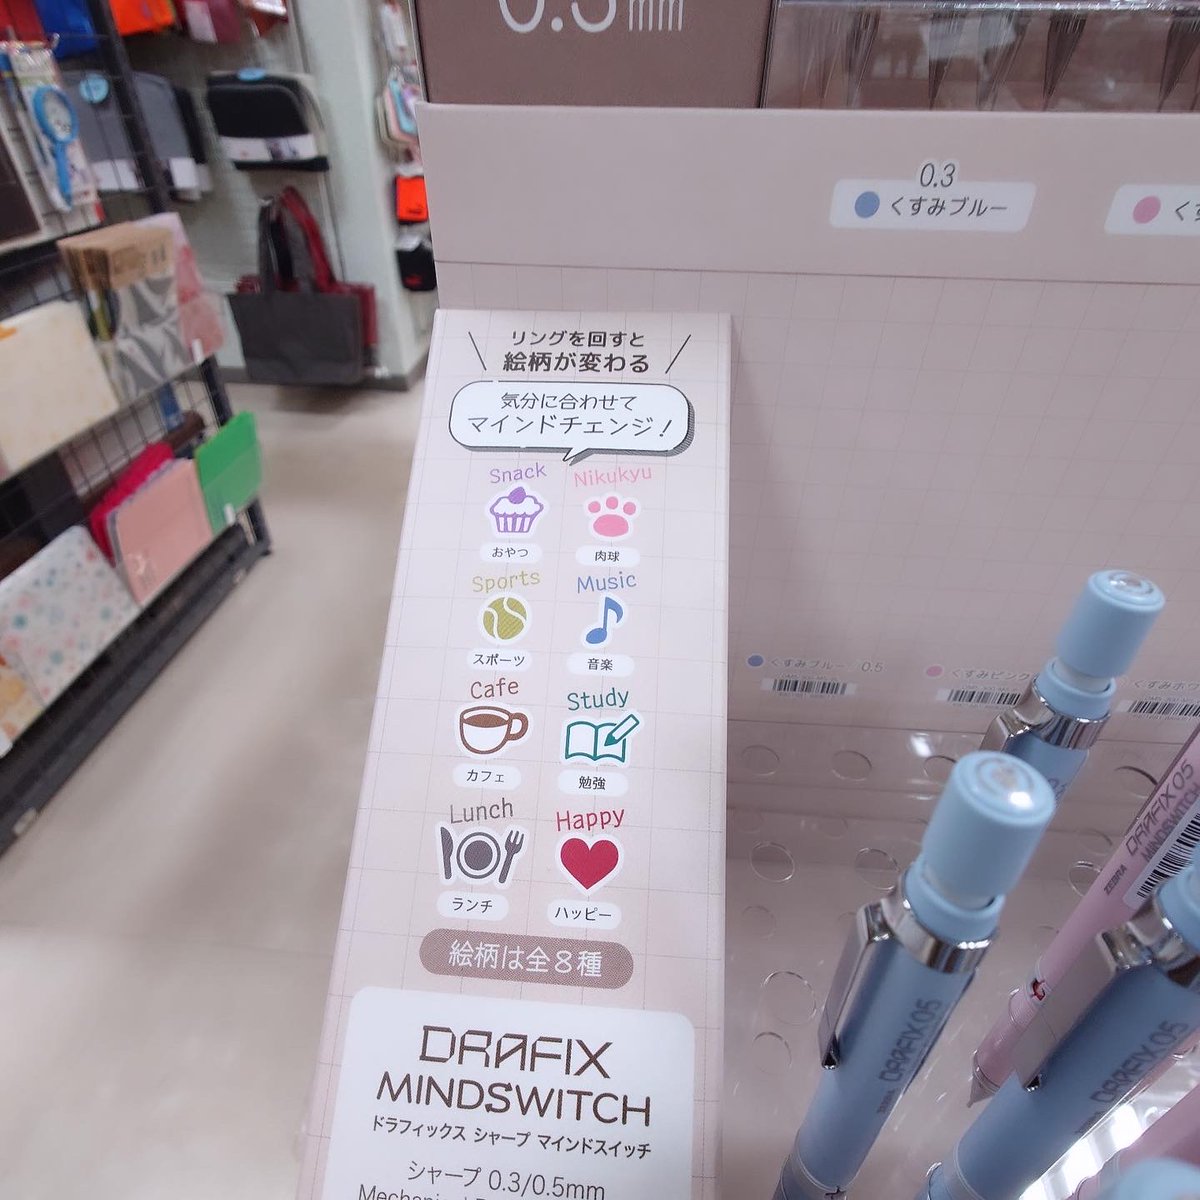 0.5mm
0.3
くすみブルー
リングを回すと
絵柄が変わる
気分に合わせて
マインドチェンジ！
Snack
おやつ
Nikukyu
肉球
Sports
スポーツ
Music
音楽
Cafe
カフェ
Study
勉強
Lunch
ランチ
Happy
ハッピー
絵柄は全8種
DRAFIX
MINDSWITCH
ドラフィックス シャープ マインドスイッチ
シャープ 0.3/0.5mm
くすみブルー 0.5
くすみピンク
ZEBRA DRAFIX 05
MINDSWITCH
ZEBRA DRAFIX 05
DRAFIX 05